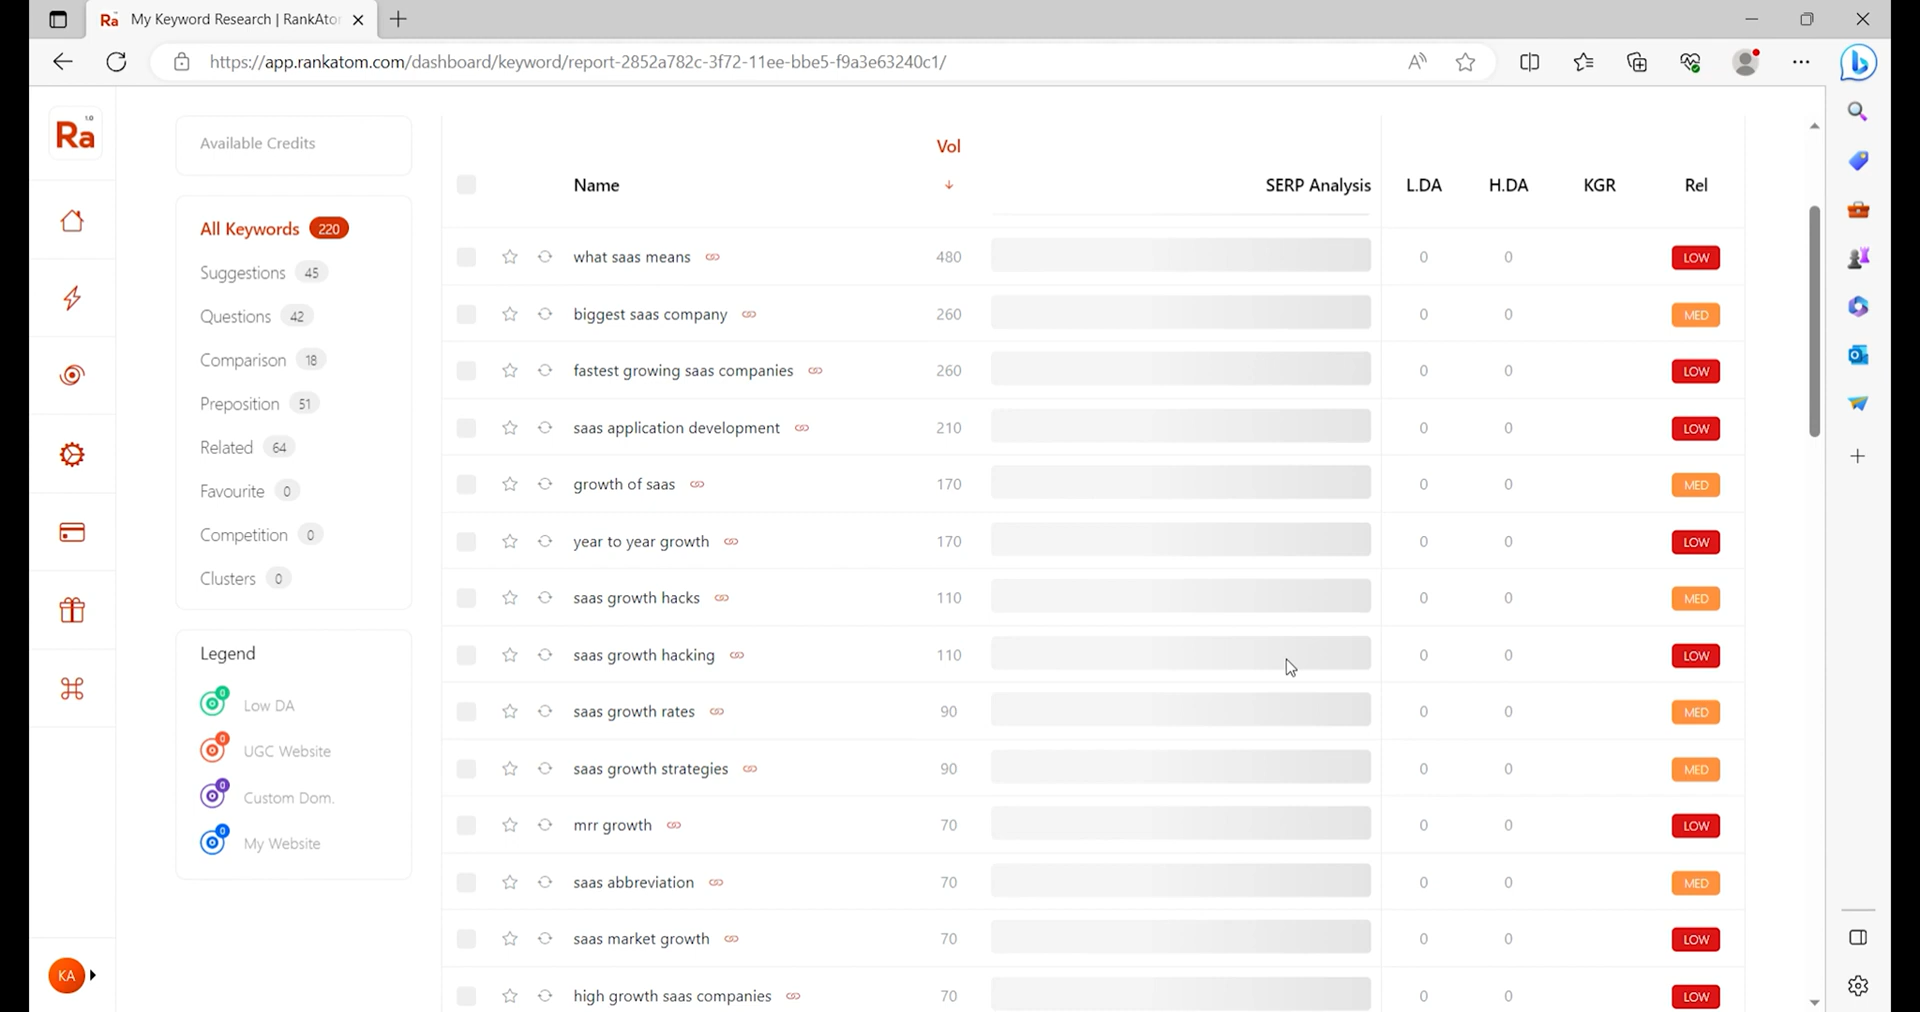 Ra My Keyword Research | RankAto
https://app.rankatom.com/dashboard/keyword/report-2852a782c-3f72-11ee-bbe5-f9a3e63240c1/
Ra 1.0
Available Credits
All Keywords 220
Suggestions 45
Questions 42
Comparison 18
Preposition 51
Related 64
Favourite 0
Competition 0
Clusters 0
Legend
0 Low DA
0 UGC Website
0 Custom Dom.
0 My Website
KA
Vol
Name SERP Analysis L.DA H.DA KGR Rel
what saas means 480 0 0 LOW
biggest saas company 260 0 0 MED
fastest growing saas companies 260 0 0 LOW
saas application development 210 0 0 LOW
growth of saas 170 0 0 MED
year to year growth 170 0 0 LOW
saas growth hacks 110 0 0 MED
saas growth hacking 110 0 0 LOW
saas growth rates 90 0 0 MED
saas growth strategies 90 0 0 MED
mrr growth 70 0 0 LOW
saas abbreviation 70 0 0 MED
saas market growth 70 0 0 LOW
high growth saas companies 70 0 0 LOW